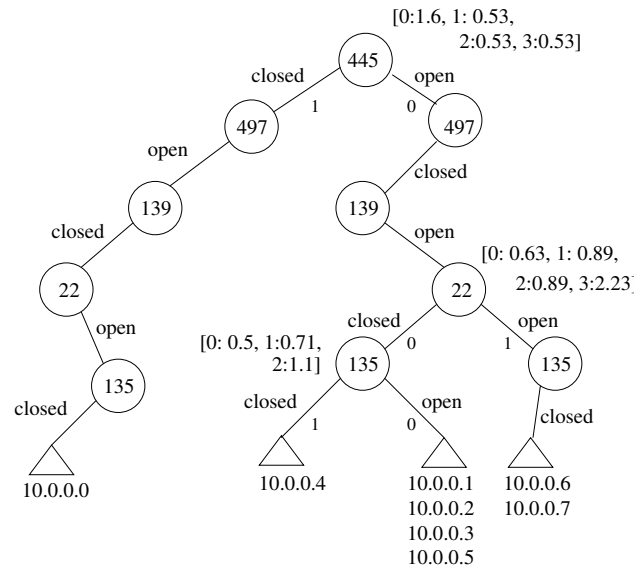 [0:1.6, 1: 0.53,
2:0.53, 3:0.53]
445
closed
open
1
0
497
497
open
closed
139
139
closed
open
[0: 0.63, 1: 0.89,
2:0.89, 3:2.23]
22
22
open
closed
open
[0: 0.5, 1:0.71,
2:1.1]
0
1
135
135
135
closed
closed
open
closed
1
0
10.0.0.0
10.0.0.4
10.0.0.1
10.0.0.2
10.0.0.3
10.0.0.5
10.0.0.6
10.0.0.7